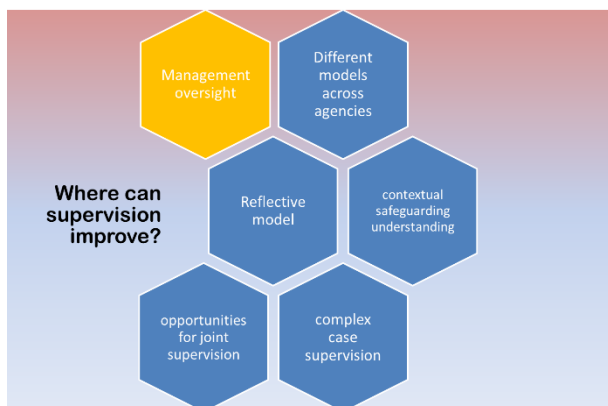 Management
oversight
Different
models
across
agencies
Where can
supervision
improve?
Reflective
model
contextual
safeguarding
understanding
opportunities
for joint
supervision
complex
case
supervision